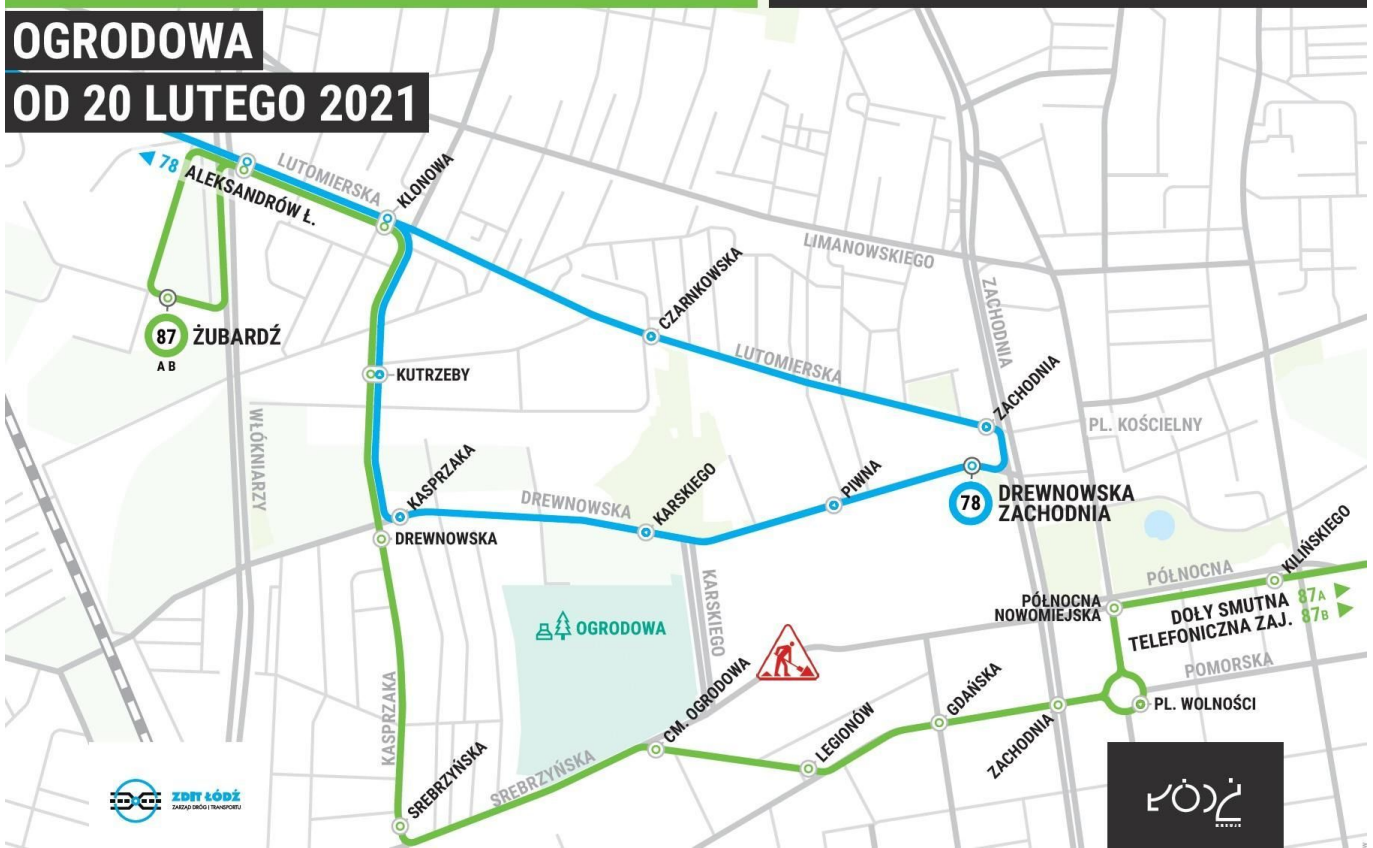 OGRODOWA
OD 20 LUTEGO 2021
78
ALEKSANDRÓW Ł.
LUTOMIERSKA
KLONOWA
LIMANOWSKIEGO
CZARNKOWSKA
ZACHODNIA
87
ŻUBARDŹ
A B
LUTOMIERSKA
KUTRZEBY
ZACHODNIA
PL. KOŚCIELNY
WŁÓKNIARZY
KASPRZAKA
DREWNOWSKA
KARSKIEGO
PIWNA
78
DREWNOWSKA
ZACHODNIA
DREWNOWSKA
KILIŃSKIEGO
PÓŁNOCNA
KARSKIEGO
PÓŁNOCNA
NOWOMIEJSKA
DOŁY SMUTNA
87A
TELEFONICZNA ZAJ.
87B
OGRODOWA
POMORSKA
KASPRZAKA
CM. OGRODOWA
GDAŃSKA
PL. WOLNOŚCI
LEGIONÓW
ZACHODNIA
SREBRZYŃSKA
SREBRZYŃSKA
ZDIT ŁÓDŹ
ZARZĄD DRÓG I TRANSPORTU
ŁÓDŹ
KREUJE